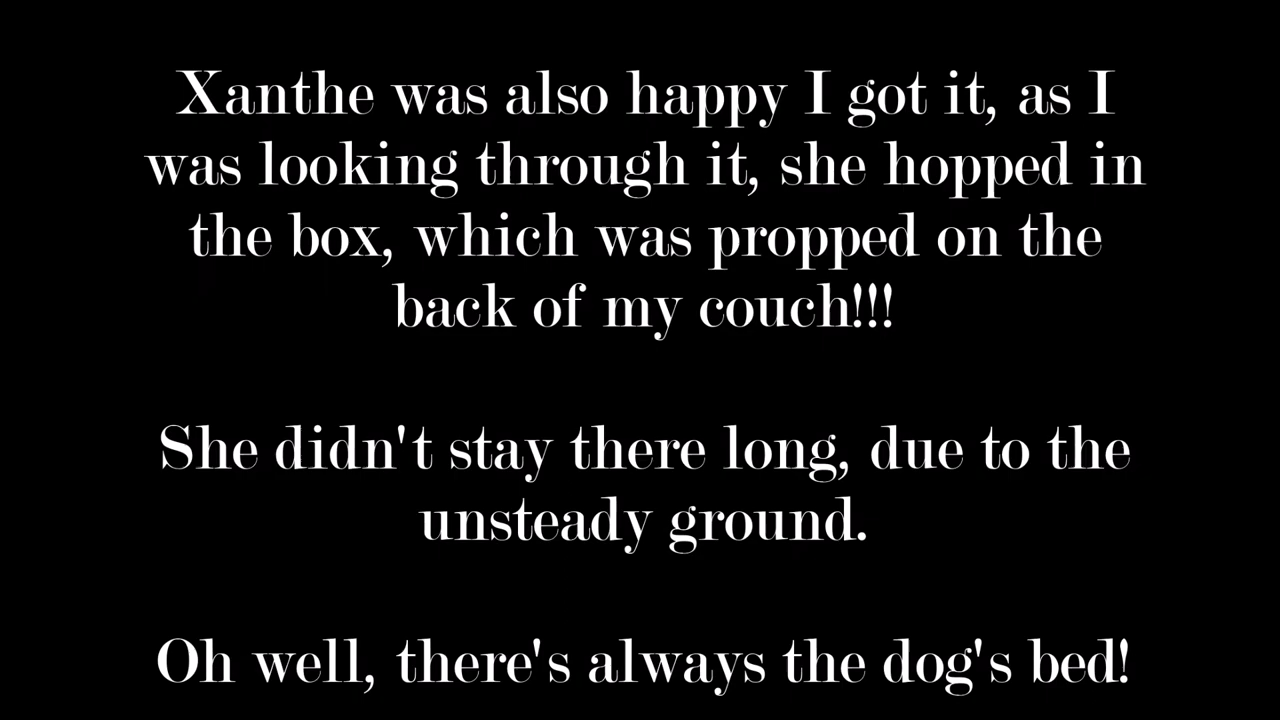 Xanthe was also happy I got it, as I
was looking through it, she hopped in
the box, which was propped on the
back of my couch!!!
She didn't stay there long, due to the
unsteady ground.
Oh well, there's always the dog's bed!